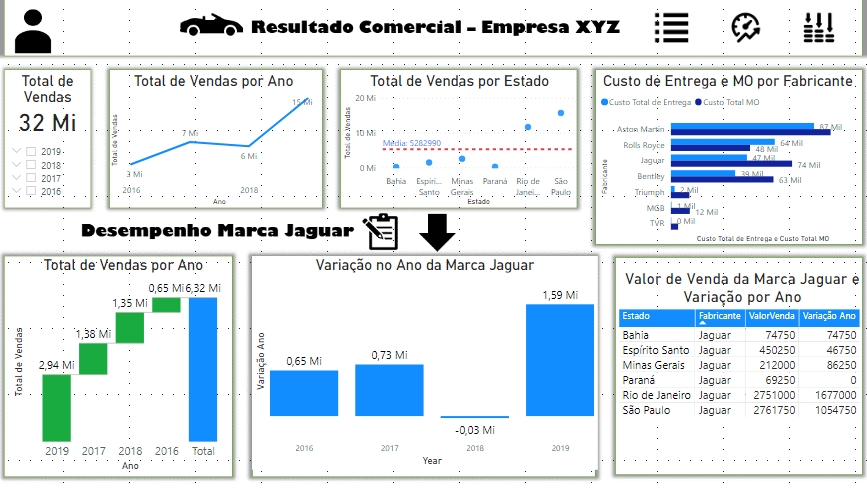 Resultado Comercial – Empresa XYZ
Total de
Vendas
32 Mi
2019
2018
2017
2016
Total de Vendas por Ano
Total de Vendas
15 Mi
7 Mi
6 Mi
3 Mi
2016
2018
Ano
Total de Vendas por Estado
Total de Vendas
20 Mi
10 Mi
0 Mi
Média: 5282990
Bahia
Espíri...
Santo
Minas
Gerais
Paraná
Rio de
Janei...
São
Paulo
Estado
Custo de Entrega e MO por Fabricante
Custo Total de Entrega
Custo Total MO
Fabricante
Aston Martin
87 Mil
Rolls Royce
64 Mil
48 Mil
Jaguar
47 Mil
74 Mil
Bentley
39 Mil
63 Mil
Triumph
2 Mil
MGB
1 Mil
12 Mil
TVR
0 Mil
Custo Total de Entrega e Custo Total MO
Desempenho Marca Jaguar
Total de Vendas por Ano
Total de Vendas
2,94 Mi
1,38 Mi
1,35 Mi
0,65 Mi
6,32 Mi
2019
2017
2018
2016
Total
Ano
Variação no Ano da Marca Jaguar
Variação Ano
0,65 Mi
0,73 Mi
-0,03 Mi
1,59 Mi
2016
2017
2018
2019
Year
Valor de Venda da Marca Jaguar e
Variação por Ano
Estado Fabricante ValorVenda Variação Ano
Bahia Jaguar 74750 74750
Espírito Santo Jaguar 450250 46750
Minas Gerais Jaguar 212000 86250
Paraná Jaguar 69250 0
Rio de Janeiro Jaguar 2751000 1677000
São Paulo Jaguar 2761750 1054750